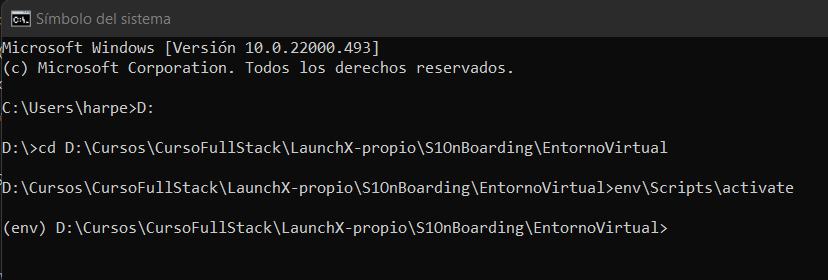 Símbolo del sistema
Microsoft Windows [Versión 10.0.22000.493]
(c) Microsoft Corporation. Todos los derechos reservados.
C:\Users\harpe>D:
D:\>cd D:\Cursos\CursoFullStack\LaunchX-propio\S1OnBoarding\EntornoVirtual
D:\Cursos\CursoFullStack\LaunchX-propio\S1OnBoarding\EntornoVirtual>env\Scripts\activate
(env) D:\Cursos\CursoFullStack\LaunchX-propio\S1OnBoarding\EntornoVirtual>